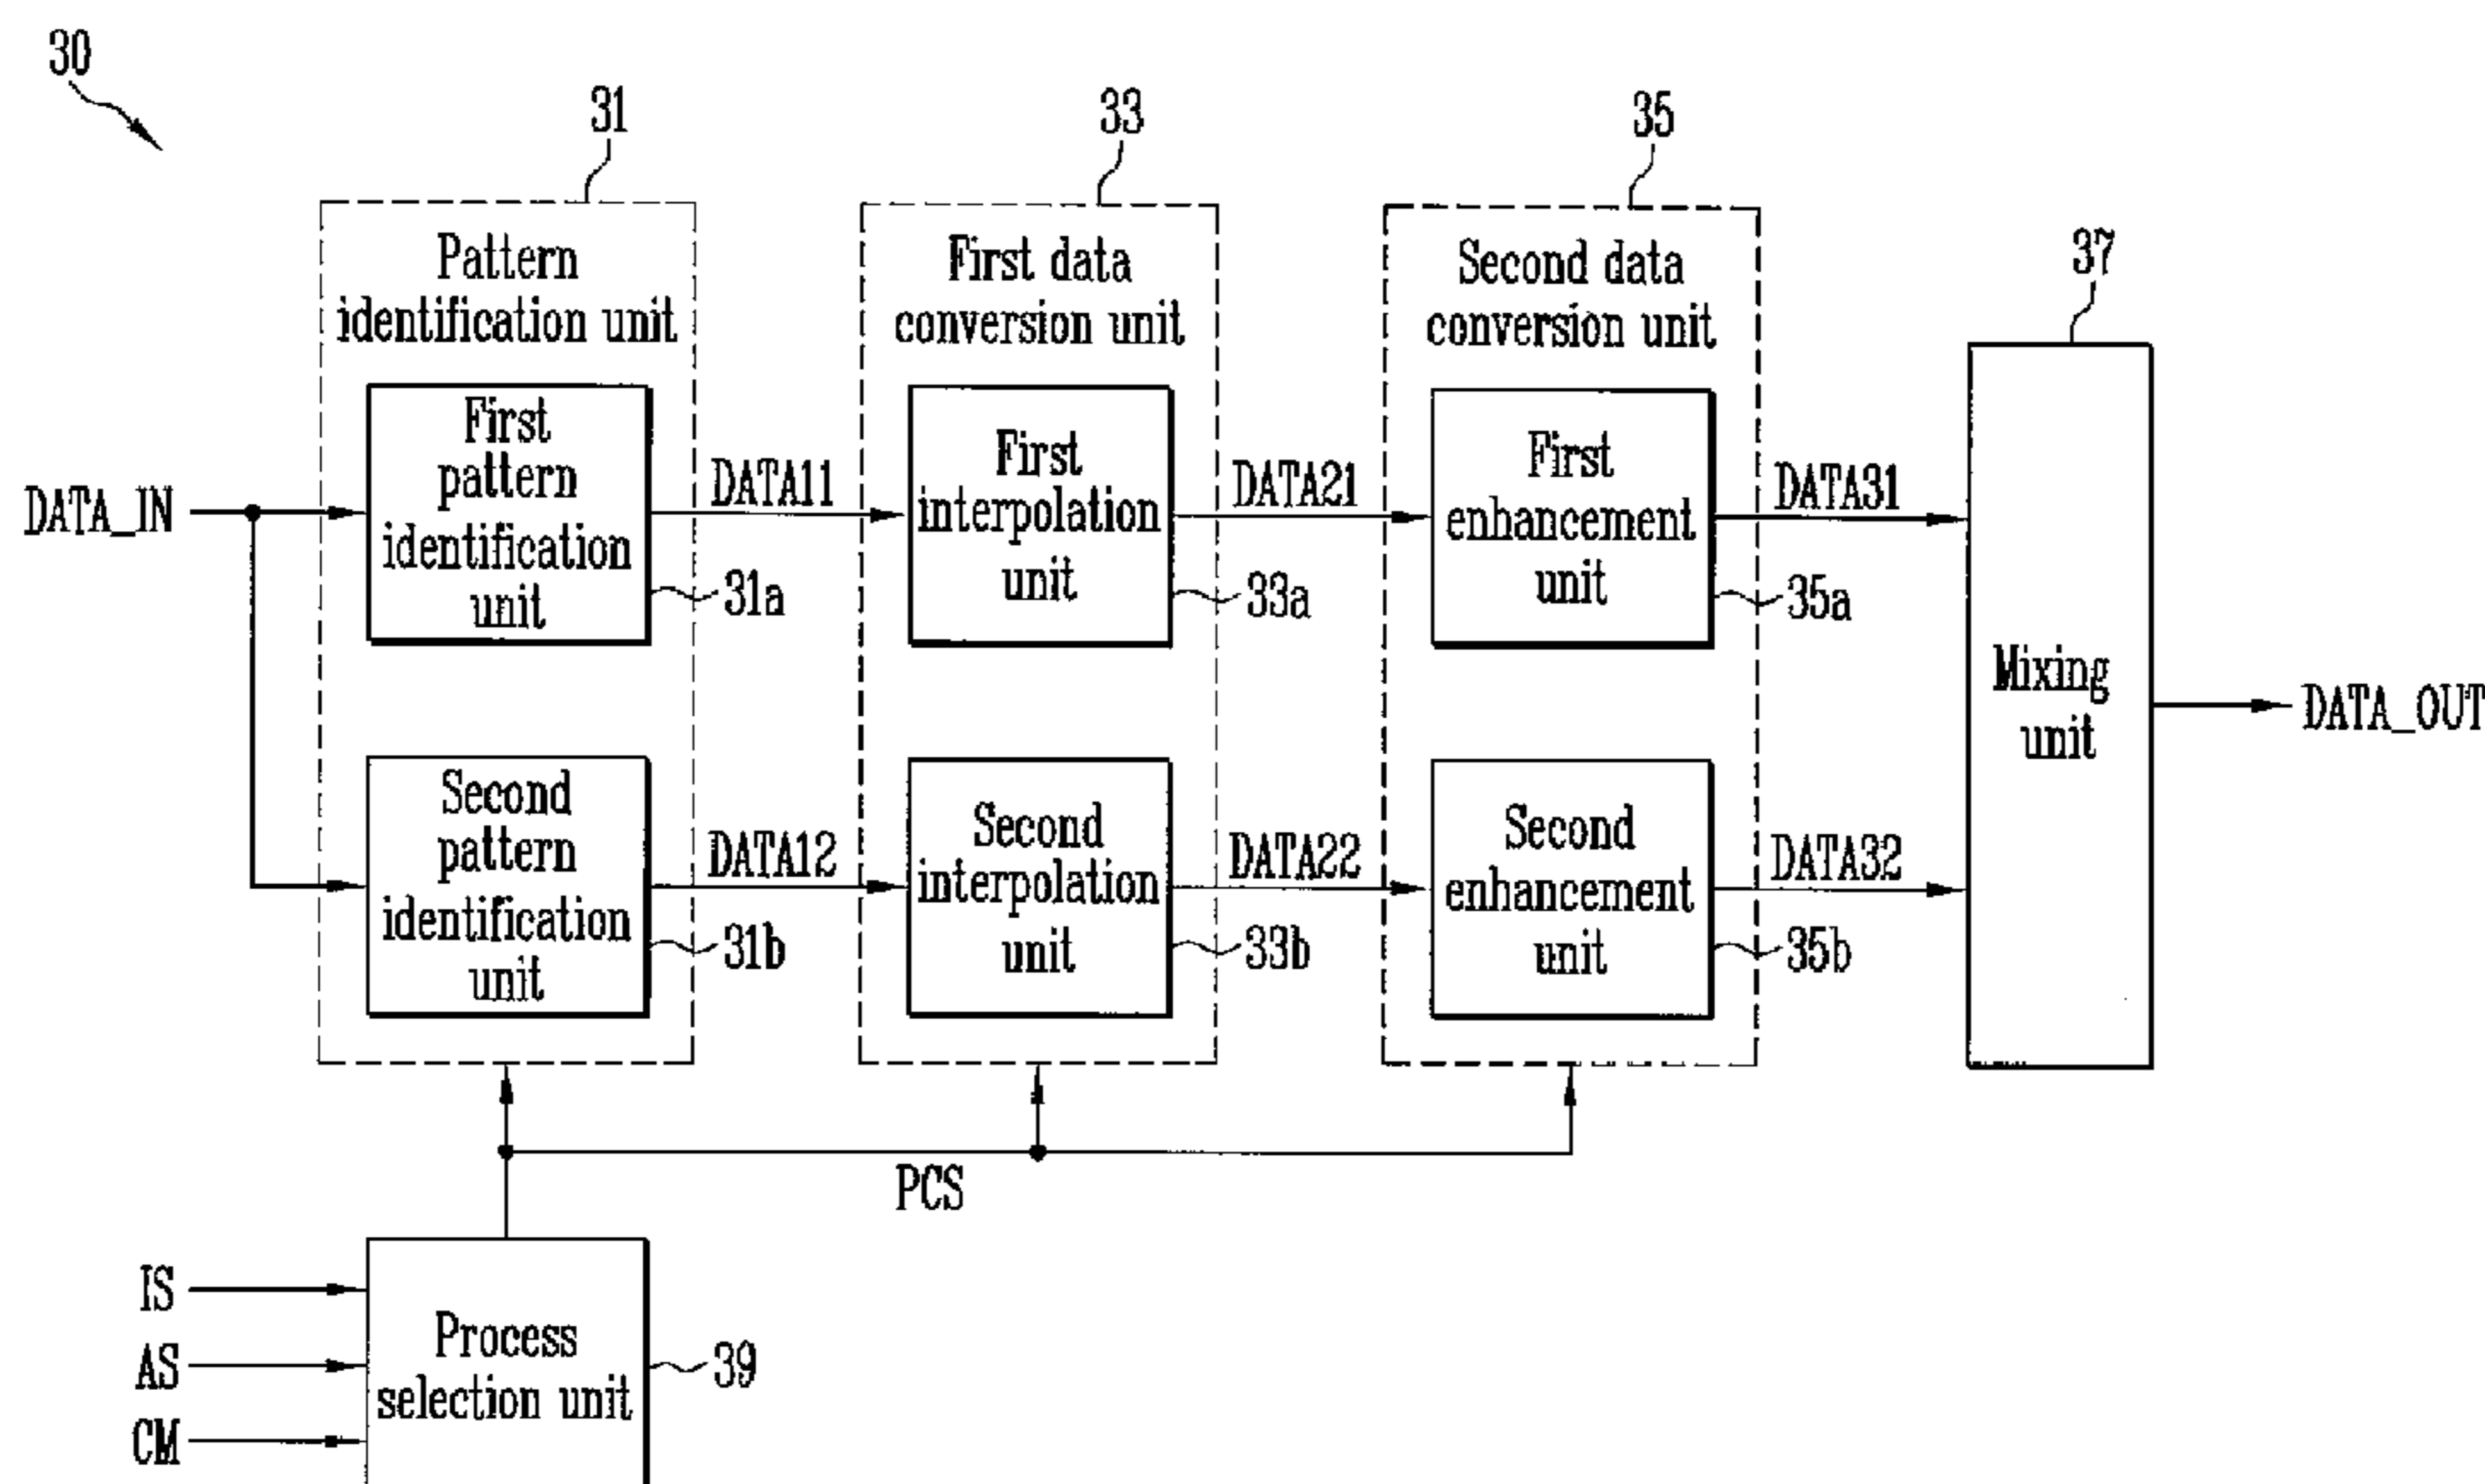 30
31
33
35
37
Pattern
identification unit
First data
conversion unit
Second data
conversion unit
First
pattern
identification
unit
31a
DATA_IN
DATA11
First
interpolation
unit
33a
DATA21
First
enhancement
unit
35a
DATA31
Mixing
unit
DATA_OUT
Second
pattern
identification
unit
31b
DATA12
Second
interpolation
unit
33b
DATA22
Second
enhancement
unit
35b
DATA32
PCS
IS
AS
CM
Process
selection unit
39